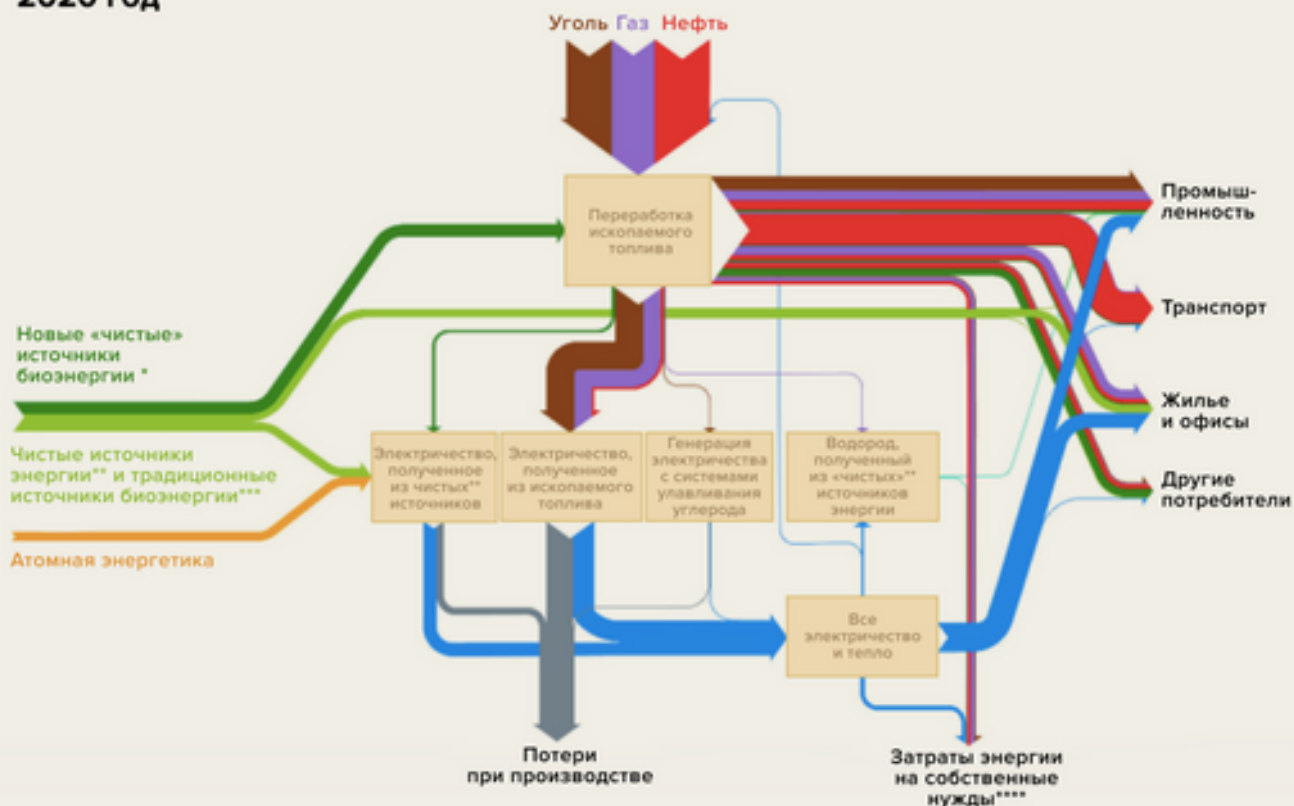 2020 год
Уголь Газ Нефть
Переработка
ископаемого
топлива
Промыш-
ленность
Транспорт
Новые «чистые»
источники
биоэнергии *
Жилье
и офисы
Чистые источники
энергии** и традиционные
источники биоэнергии***
Электричество,
полученное
из чистых**
источников
Электричество,
полученное
из ископаемого
топлива
Генерация
электричества
с системами
улавливания
углерода
Водород,
полученный
из «чистых»**
источников
энергии
Другие
потребители
Атомная энергетика
Все
электричество
и тепло
Потери
при производстве
Затраты энергии
на собственные
нужды****